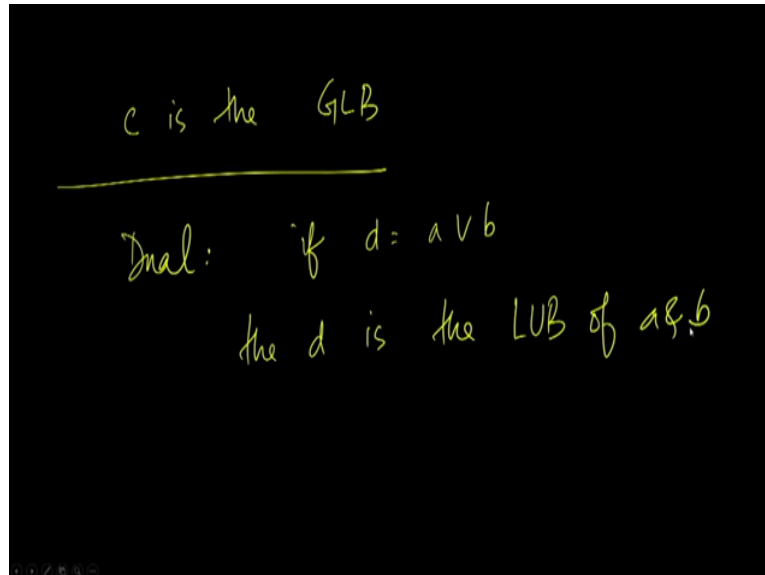 c is the GLB
Dual: if d = a ∨ b
the d is the LUB of a & b